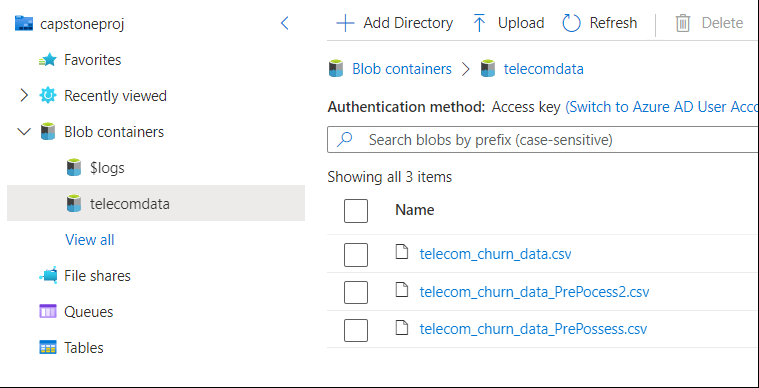 capstoneproj
Favorites
Recently viewed
Blob containers
$logs
telecomdata
View all
File shares
Queues
Tables
Add Directory Upload Refresh Delete
Blob containers telecomdata
Authentication method: Access key (Switch to Azure AD User Acco
Search blobs by prefix (case-sensitive)
Showing all 3 items
Name
telecom_churn_data.csv
telecom_churn_data_PrePocess2.csv
telecom_churn_data_PrePossess.csv